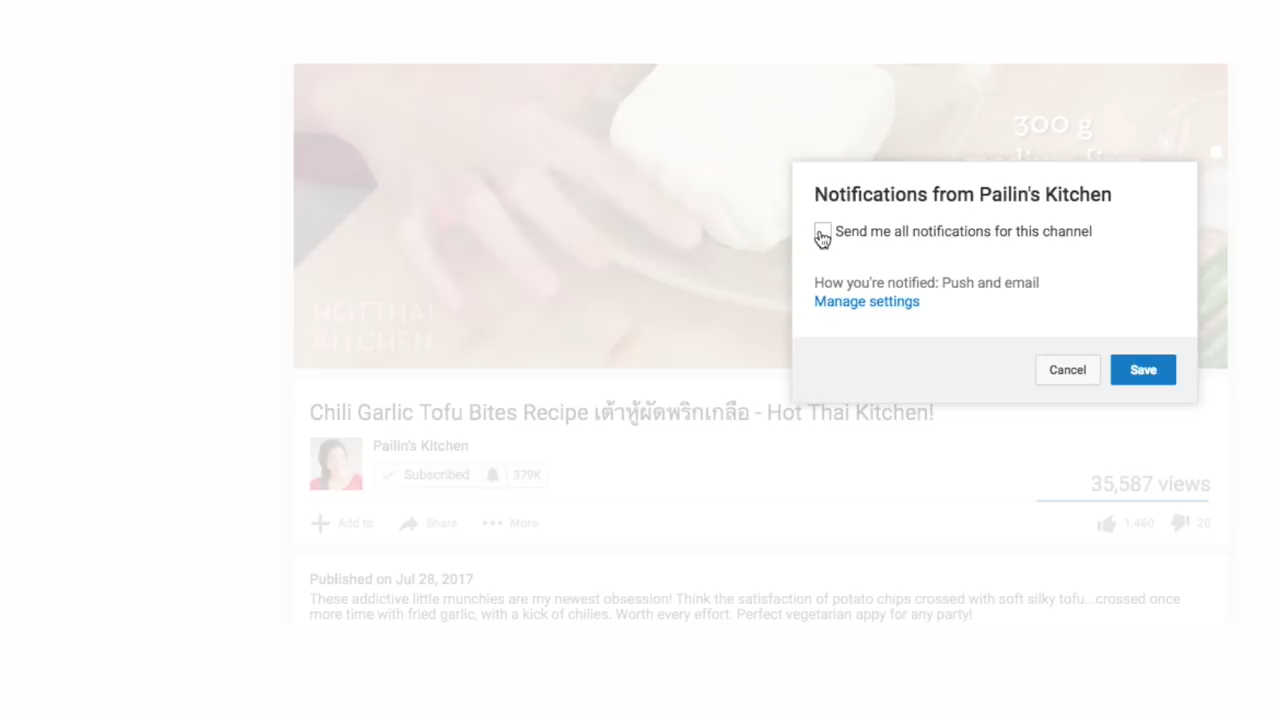 300 g
Notifications from Pailin's Kitchen
Send me all notifications for this channel
How you're notified: Push and email
Manage settings
HOT THAI
KITCHEN
Cancel
Save
Chili Garlic Tofu Bites Recipe เต้าหู้ผัดพริกเกลือ - Hot Thai Kitchen!
Pailin's Kitchen
Subscribed 379K
35,587 views
Add to Share More
1,460 20
Published on Jul 28, 2017
These addictive little munchies are my newest obsession! Think the satisfaction of potato chips crossed with soft silky tofu...crossed once
more time with fried garlic, with a kick of chilies. Worth every effort. Perfect vegetarian appy for any party!